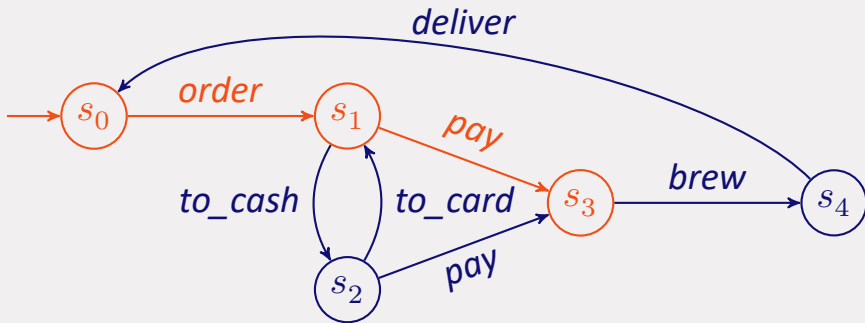 deliver
order
s0
s1
pay
to_cash
to_card
brew
s3
s4
pay
s2